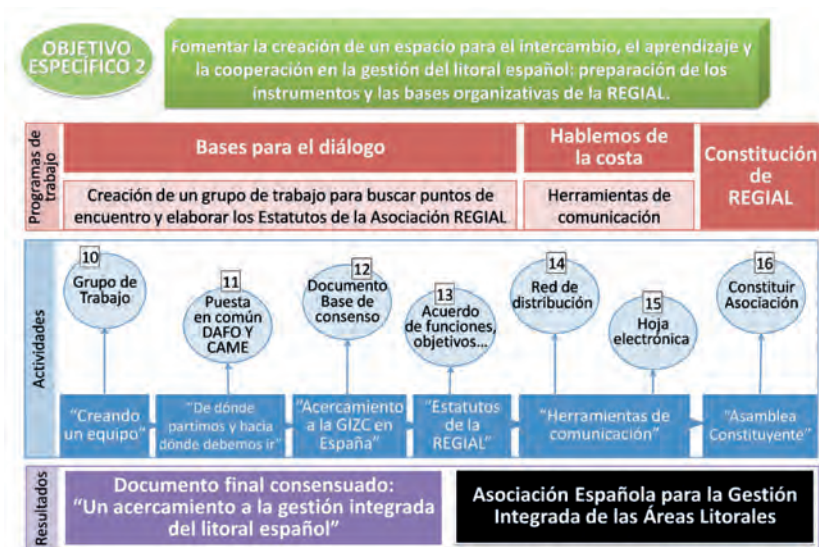 OBJETIVO
ESPECÍFICO 2
Fomentar la creación de un espacio para el intercambio, el aprendizaje y
la cooperación en la gestión del litoral español: preparación de los
instrumentos y las bases organizativas de la REGIAL.
Programas de
trabajo
Bases para el diálogo
Hablemos de
la costa
Constitución
de
REGIAL
Creación de un grupo de trabajo para buscar puntos de
encuentro y elaborar los Estatutos de la Asociación REGIAL
Herramientas de
comunicación
Actividades
10
Grupo de
Trabajo
11
Puesta
en común
DAFO Y
CAME
12
Documento
Base de
consenso
13
Acuerdo
de funciones,
objetivos...
14
Red de
distribución
15
Hoja
electrónica
16
Constituir
Asociación
"Creando
un equipo"
"De dónde
partimos y hacia
dónde debemos ir"
"Acercamiento
a la GIZC en
España"
"Estatutos
de la
REGIAL"
"Herramientas de
comunicación"
"Asamblea
Constituyente"
Resultados
Documento final consensuado:
"Un acercamiento a la gestión integrada
del litoral español"
Asociación Española para la Gestión
Integrada de las Áreas Litorales